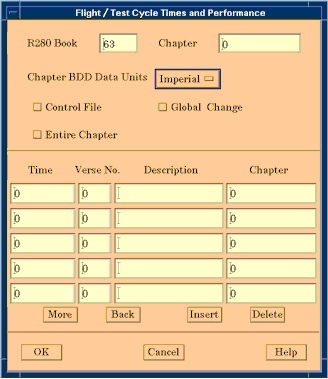 Flight / Test Cycle Times and Performance
R280 Book 63 Chapter 0
Chapter BDD Data Units Imperial
Control File Global Change
Entire Chapter
Time Verse No. Description Chapter
0 0 0
0 0 0
0 0 0
0 0 0
0 0 0
More Back Insert Delete
OK Cancel Help